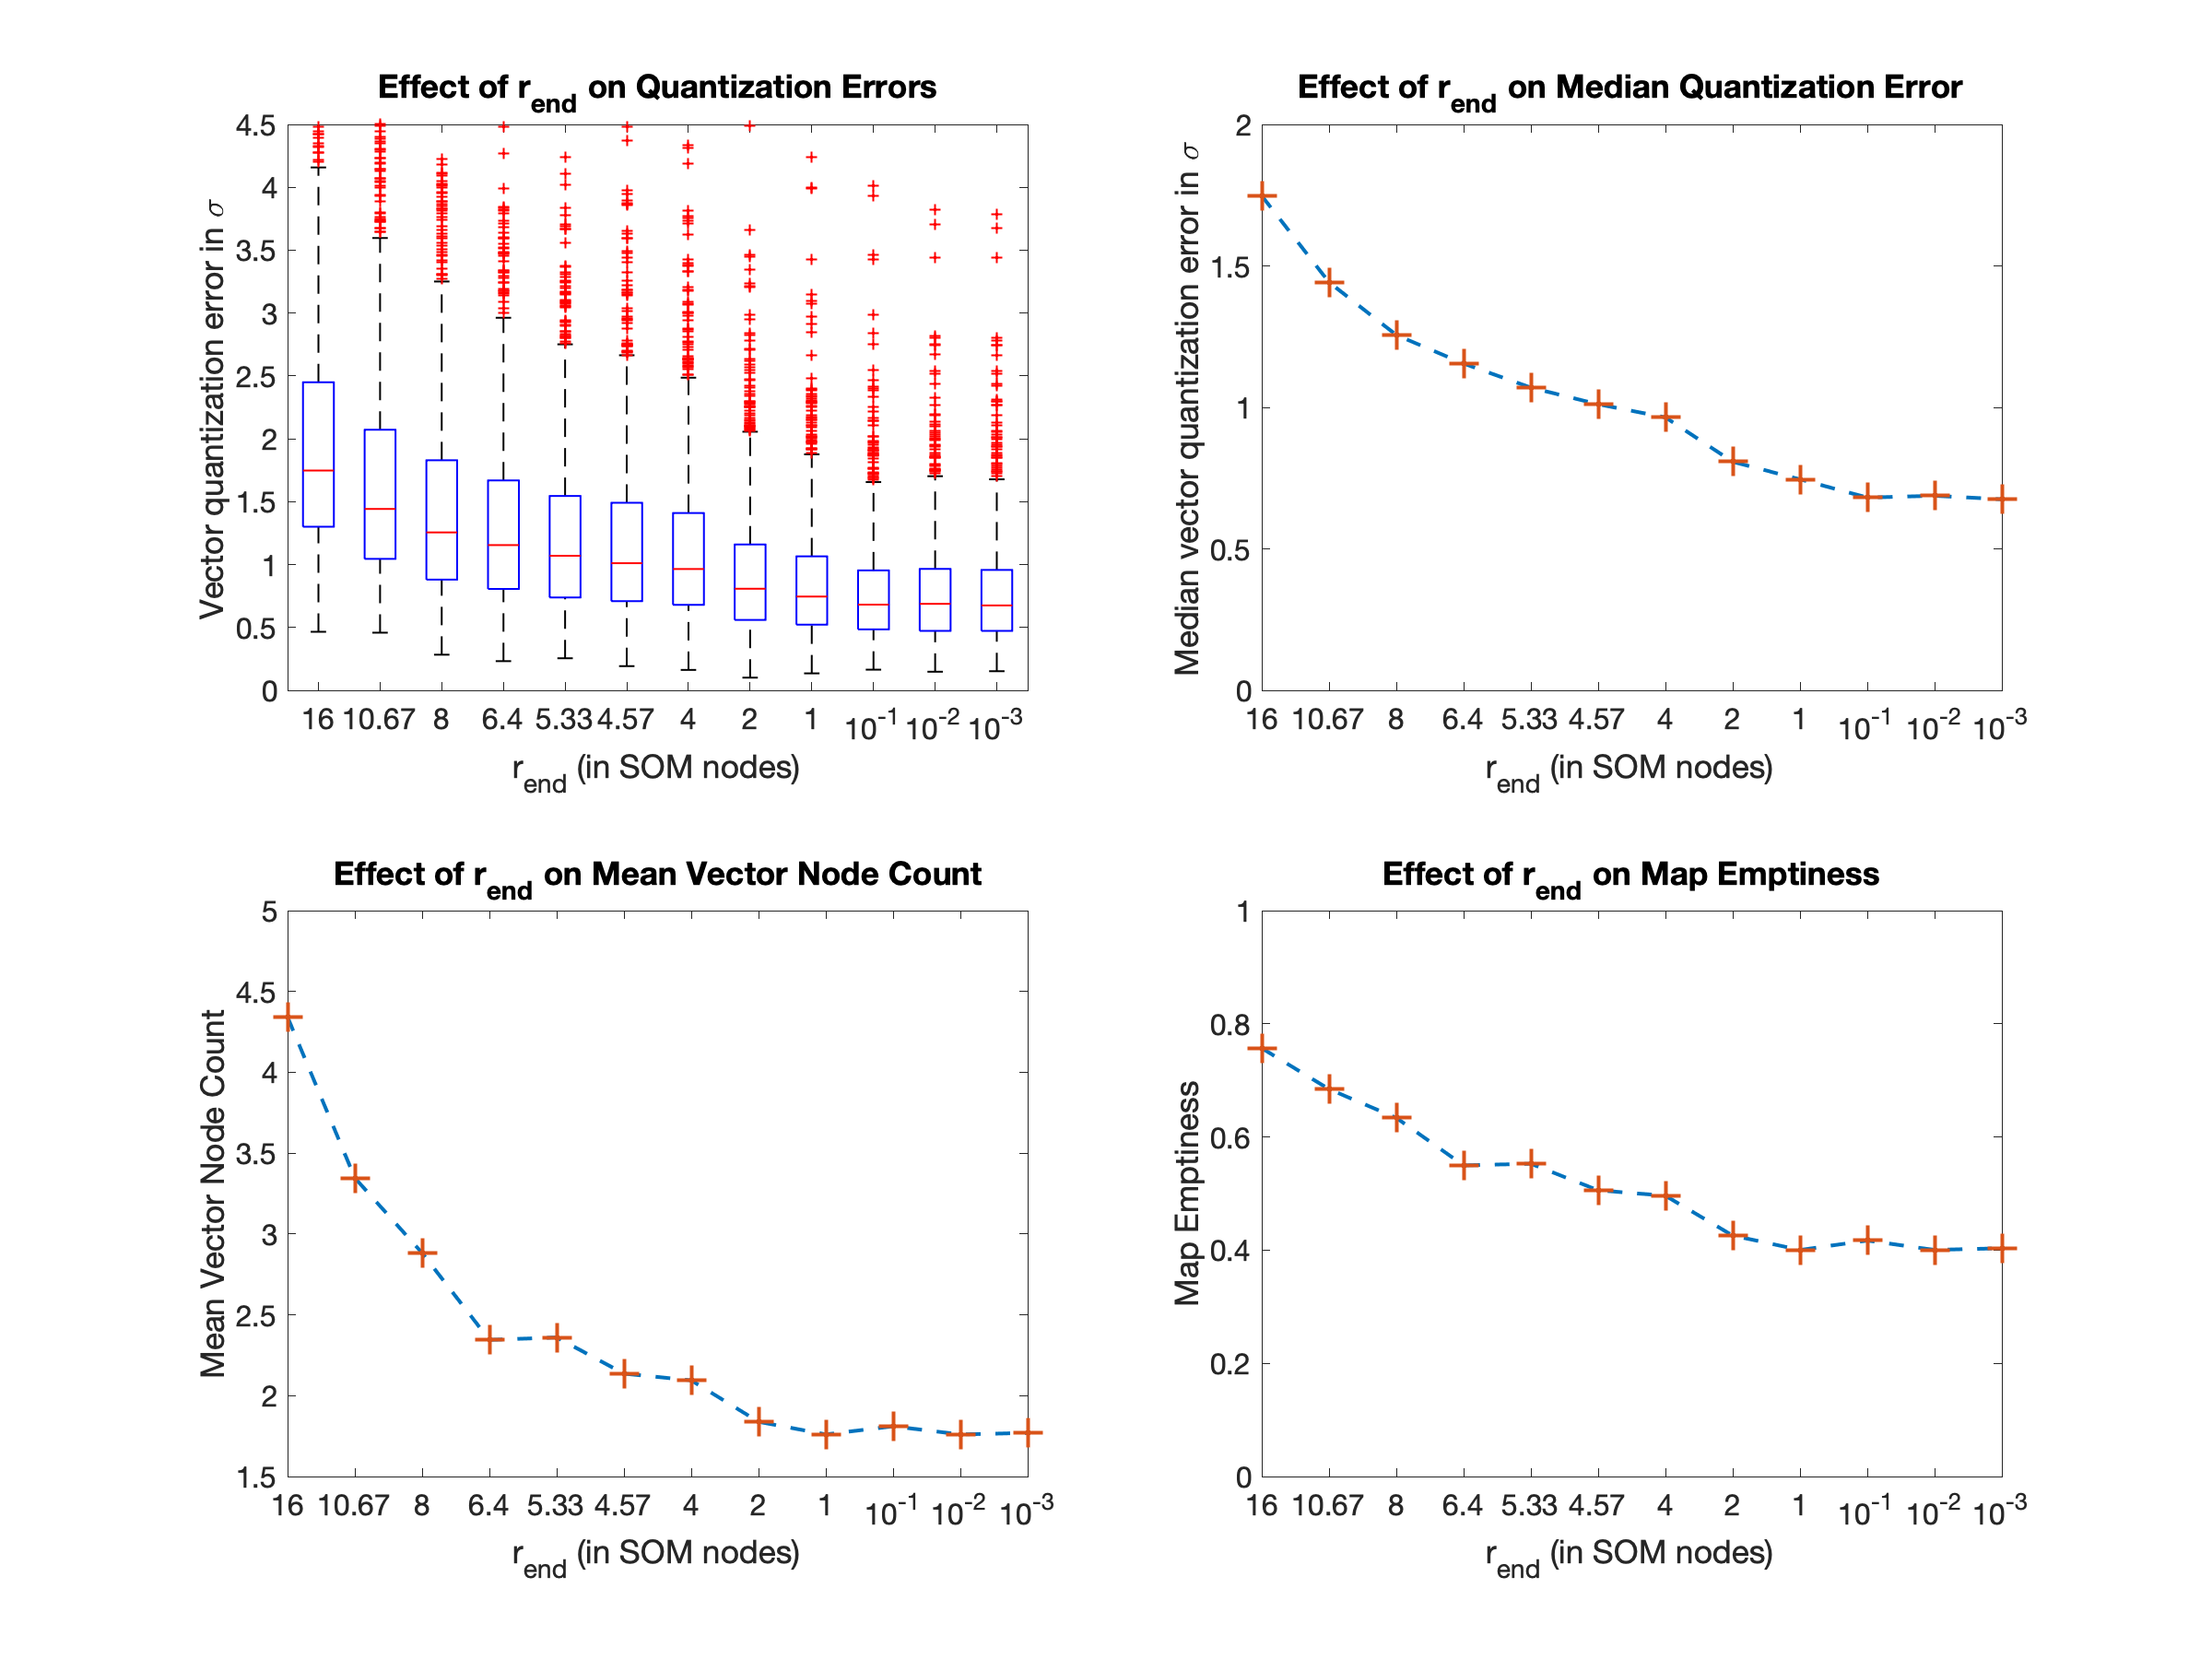 Effect of r_end on Quantization Errors
Vector quantization error in σ
4.5
4
3.5
3
2.5
2
1.5
1
0.5
0
16 10.67 8 6.4 5.33 4.57 4 2 1 10^-1 10^-2 10^-3
r_end (in SOM nodes)
Effect of r_end on Median Quantization Error
Median vector quantization error in σ
2
1.5
1
0.5
0
16 10.67 8 6.4 5.33 4.57 4 2 1 10^-1 10^-2 10^-3
r_end (in SOM nodes)
Effect of r_end on Mean Vector Node Count
Mean Vector Node Count
5
4.5
4
3.5
3
2.5
2
1.5
16 10.67 8 6.4 5.33 4.57 4 2 1 10^-1 10^-2 10^-3
r_end (in SOM nodes)
Effect of r_end on Map Emptiness
Map Emptiness
1
0.8
0.6
0.4
0.2
0
16 10.67 8 6.4 5.33 4.57 4 2 1 10^-1 10^-2 10^-3
r_end (in SOM nodes)